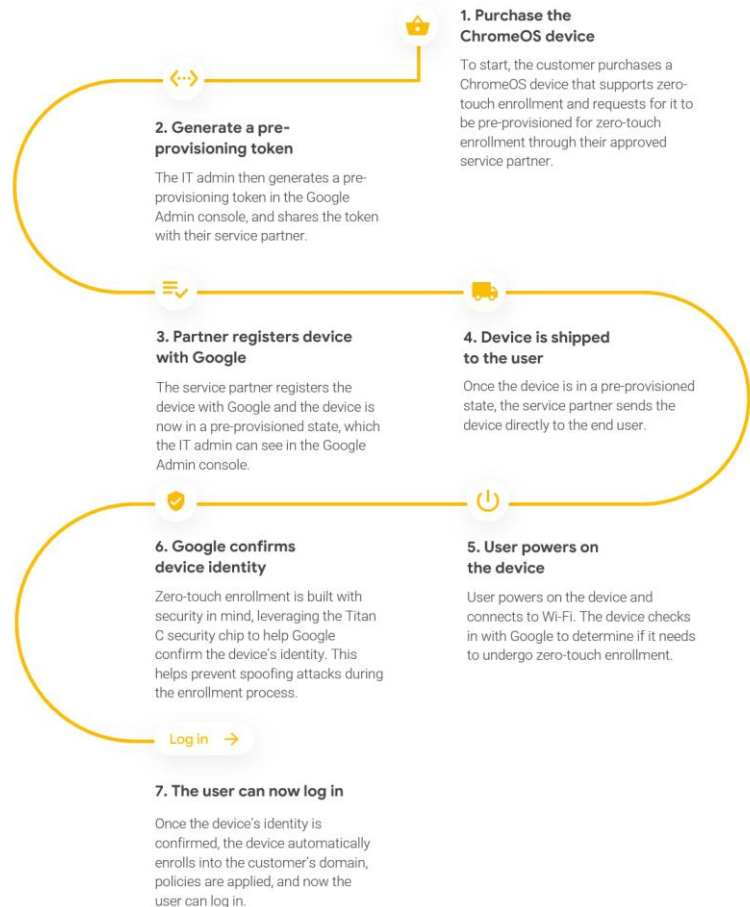 1. Purchase the
ChromeOS device
To start, the customer purchases a
ChromeOS device that supports zero-
touch enrollment and requests for it to
be pre-provisioned for zero-touch
enrollment through their approved
service partner.
2. Generate a pre-
provisioning token
The IT admin then generates a pre-
provisioning token in the Google
Admin console, and shares the token
with their service partner.
3. Partner registers device
with Google
The service partner registers the
device with Google and the device is
now in a pre-provisioned state, which
the IT admin can see in the Google
Admin console.
4. Device is shipped
to the user
Once the device is in a pre-provisioned
state, the service partner sends the
device directly to the end user.
5. User powers on
the device
User powers on the device and
connects to Wi-Fi. The device checks
in with Google to determine if it needs
to undergo zero-touch enrollment.
6. Google confirms
device identity
Zero-touch enrollment is built with
security in mind, leveraging the Titan
C security chip to help Google
confirm the device's identity. This
helps prevent spoofing attacks during
the enrollment process.
Log in →
7. The user can now log in
Once the device's identity is
confirmed, the device automatically
enrolls into the customer's domain,
policies are applied, and now the
user can log in.